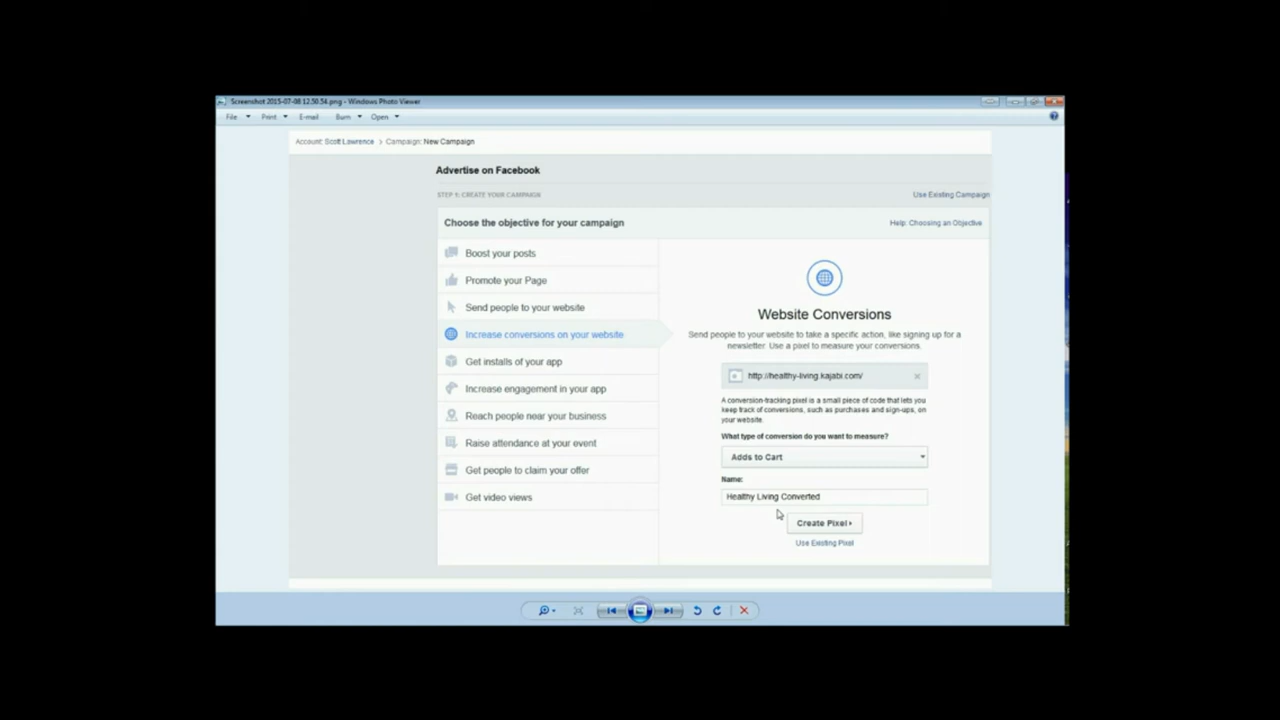 Screenshot 2015-07-08 12.50.54.png - Windows Photo Viewer
File Print E-mail Burn Open
Account: Scott Lawrence > Campaign: New Campaign
Advertise on Facebook
STEP 1: CREATE YOUR CAMPAIGN
Use Existing Campaign
Choose the objective for your campaign
Help: Choosing an Objective
Boost your posts
Promote your Page
Send people to your website
Increase conversions on your website
Get installs of your app
Increase engagement in your app
Reach people near your business
Raise attendance at your event
Get people to claim your offer
Get video views
Website Conversions
Send people to your website to take a specific action, like signing up for a
newsletter. Use a pixel to measure your conversions.
http://healthy-living.kajabi.com/
A conversion-tracking pixel is a small piece of code that lets you
keep track of conversions, such as purchases and sign-ups, on
your website.
What type of conversion do you want to measure?
Adds to Cart
Name:
Healthy Living Converted
Create Pixel
Use Existing Pixel